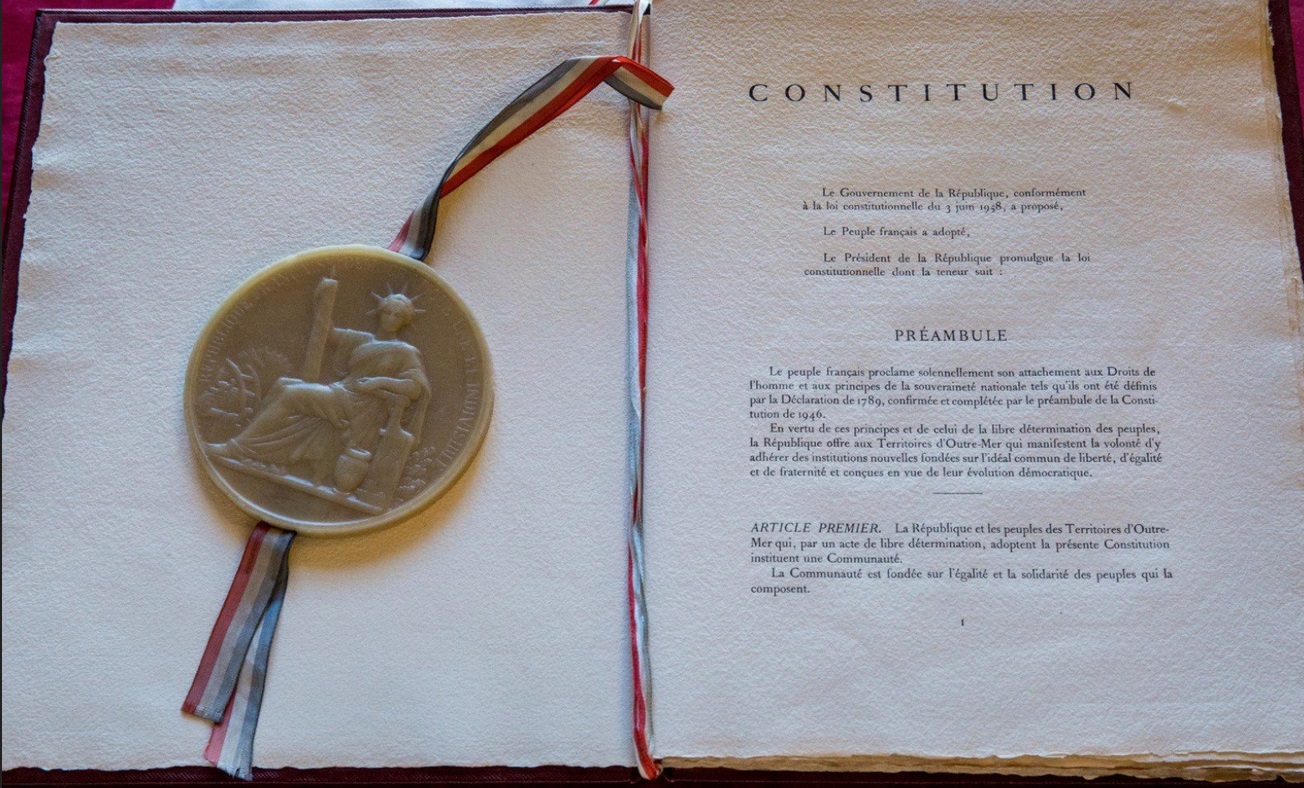 RÉPUBLIQUE
ET INDIVISIBLE
CONSTITUTION
Le Gouvernement de la République, conformément
à la loi constitutionnelle du 3 juin 1958, a proposé,
Le Peuple français a adopté,
Le Président de la République promulgue la loi
constitutionnelle dont la teneur suit :
PRÉAMBULE
Le peuple français proclame solennellement son attachement aux Droits de
l'homme et aux principes de la souveraineté nationale tels qu'ils ont été définis
par la Déclaration de 1789, confirmée et complétée par le préambule de la Consti-
tution de 1946.
En vertu de ces principes et de celui de la libre détermination des peuples,
la République offre aux Territoires d'Outre-Mer qui manifestent la volonté d'y
adhérer des institutions nouvelles fondées sur l'idéal commun de liberté, d'égalité
et de fraternité et conçues en vue de leur évolution démocratique.
ARTICLE PREMIER. La République et les peuples des Territoires d'Outre-
Mer qui, par un acte de libre détermination, adoptent la présente Constitution
instituent une Communauté.
La Communauté est fondée sur l'égalité et la solidarité des peuples qui la
composent.
1